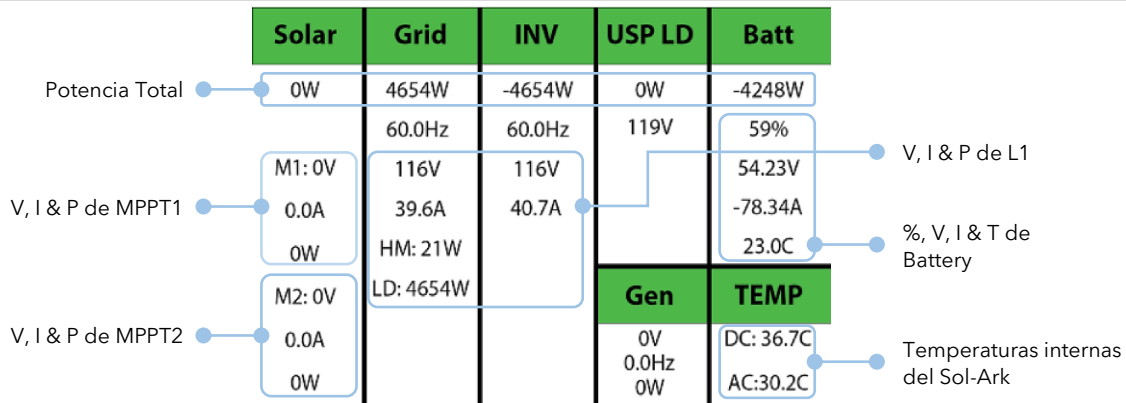 Solar Grid INV USP LD Batt
Potencia Total 0W 4654W -4654W 0W -4248W
60.0Hz 60.0Hz 119V 59%
V, I & P de L1
M1: 0V 116V 116V 54.23V
V, I & P de MPPT1 0.0A 39.6A 40.7A -78.34A
0W HM: 21W 23.0C
%, V, I & T de
Battery
M2: 0V LD: 4654W Gen TEMP
V, I & P de MPPT2 0.0A 0V DC: 36.7C
0.0Hz
0W 0W AC:30.2C
Temperaturas internas
del Sol-Ark